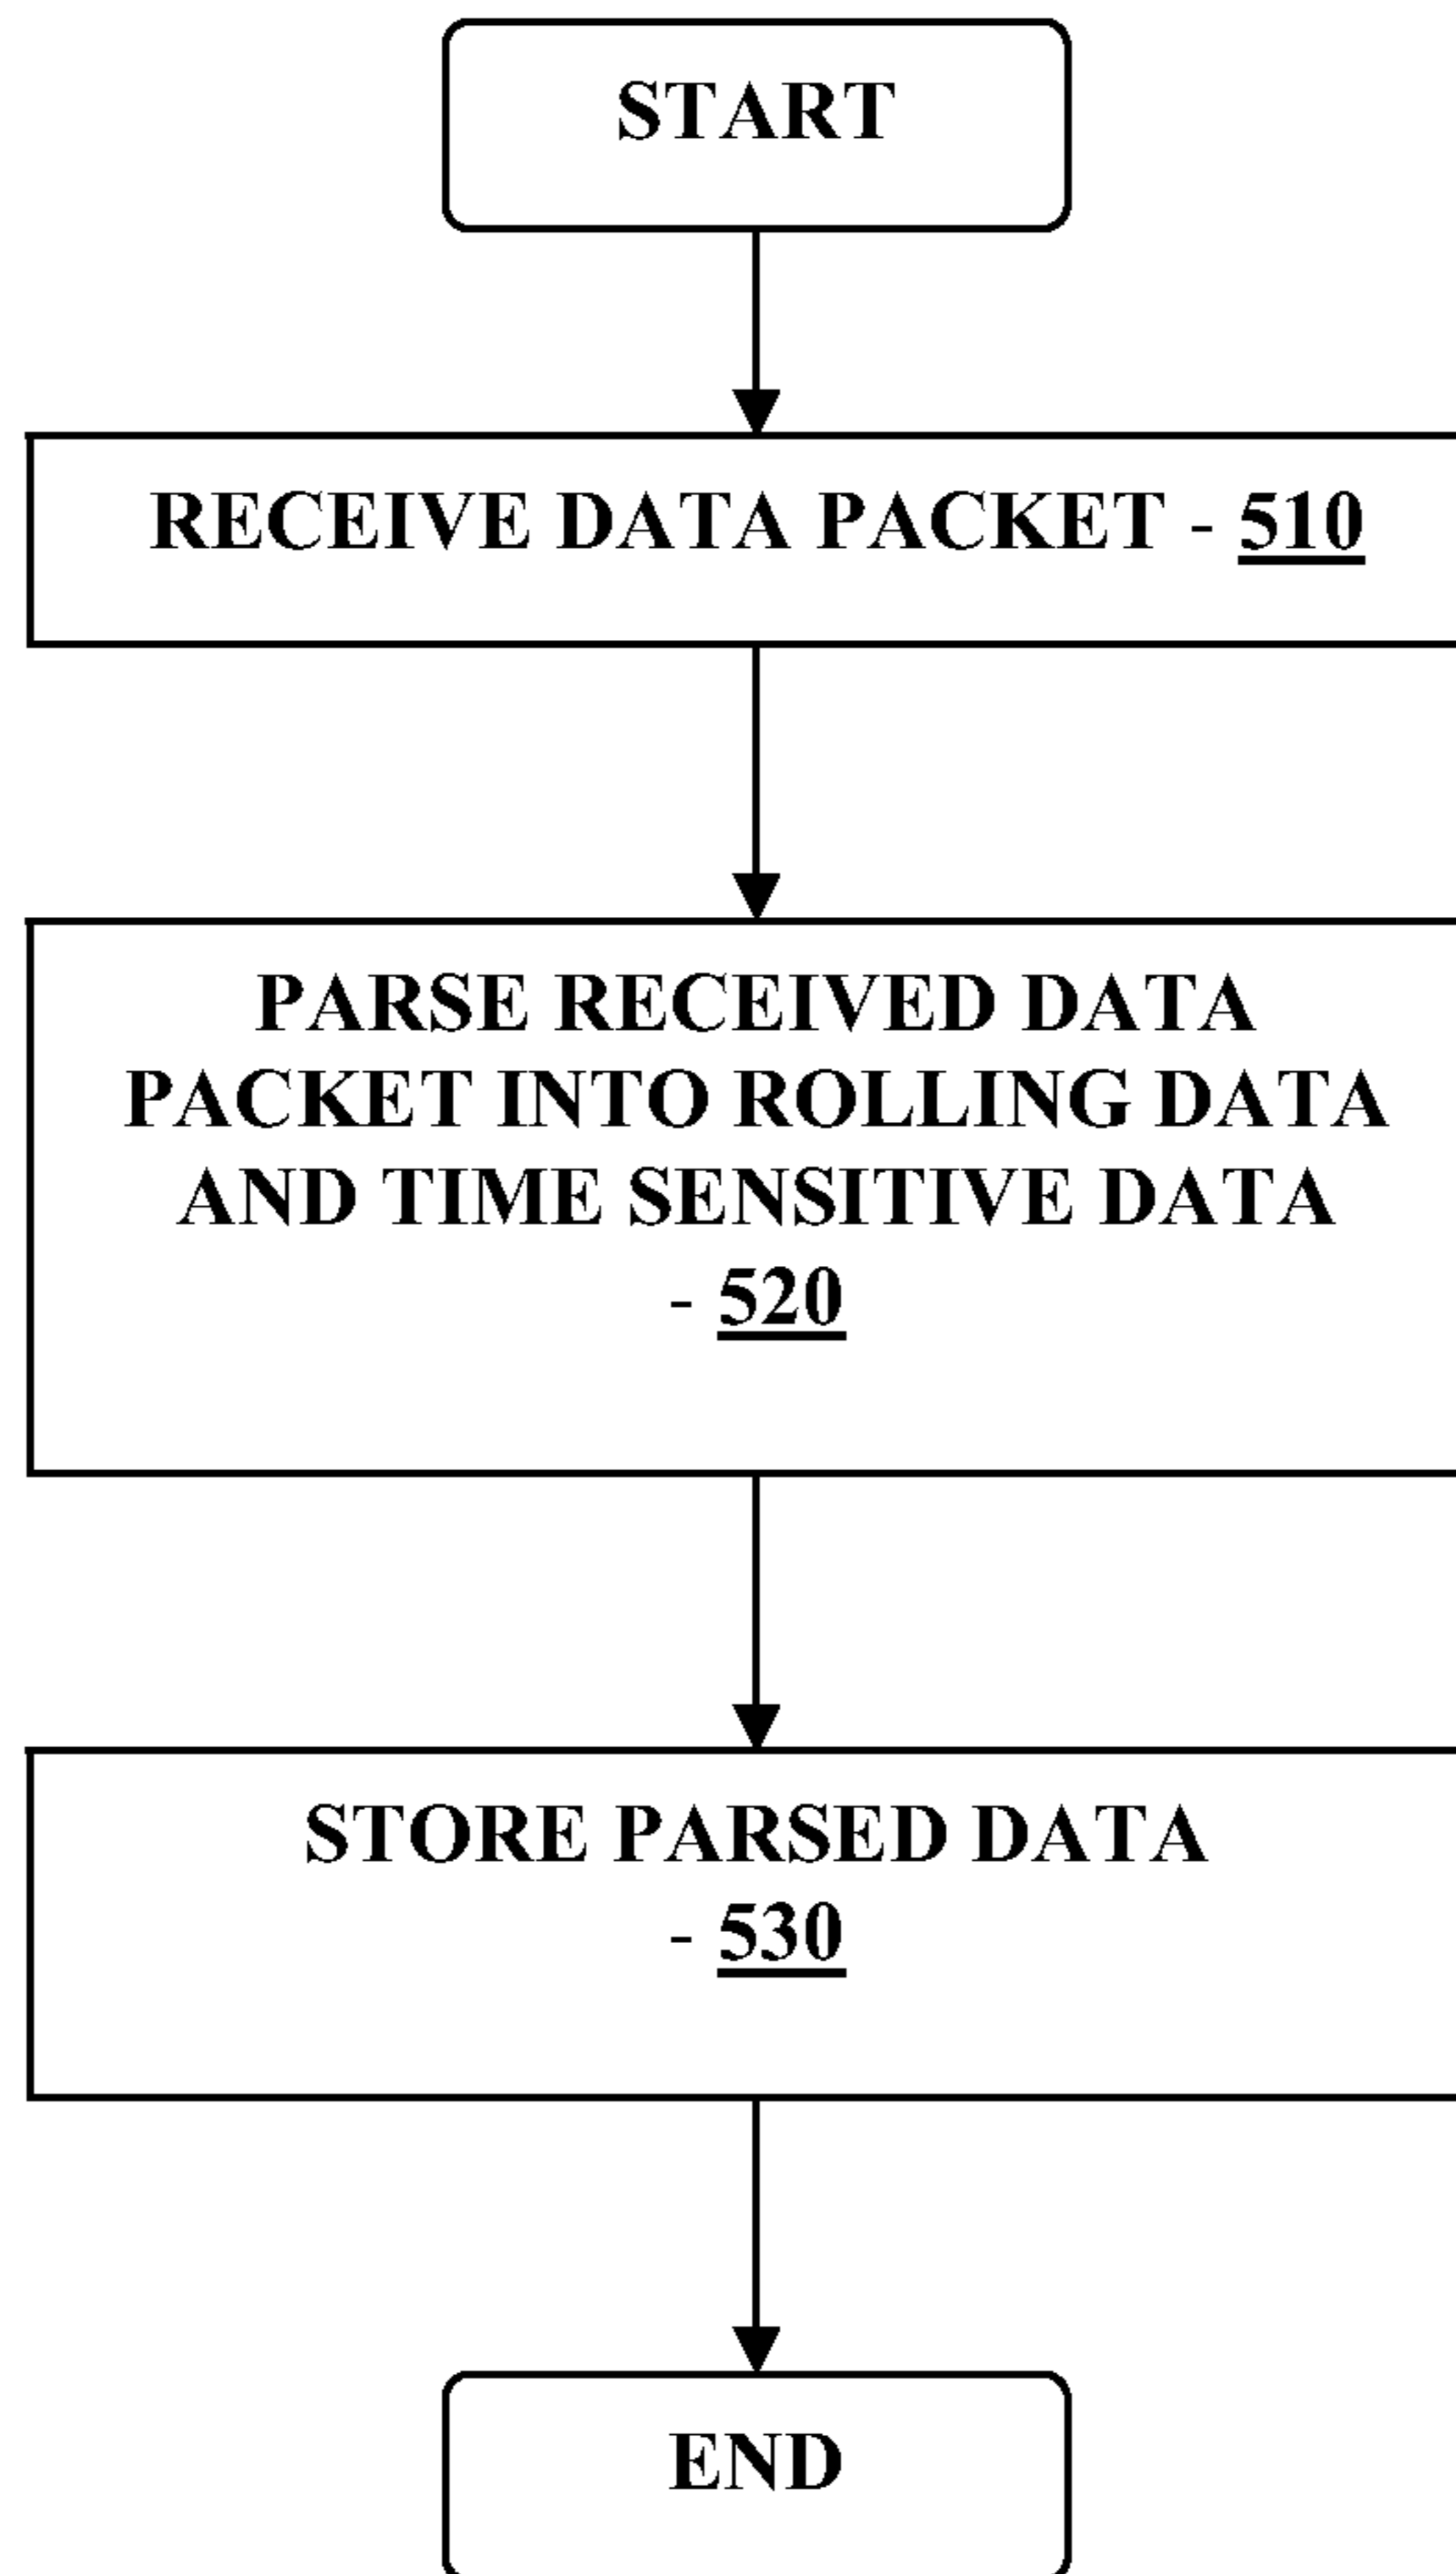 START
RECEIVE DATA PACKET - 510
PARSE RECEIVED DATA
PACKET INTO ROLLING DATA
AND TIME SENSITIVE DATA
- 520
STORE PARSED DATA
- 530
END